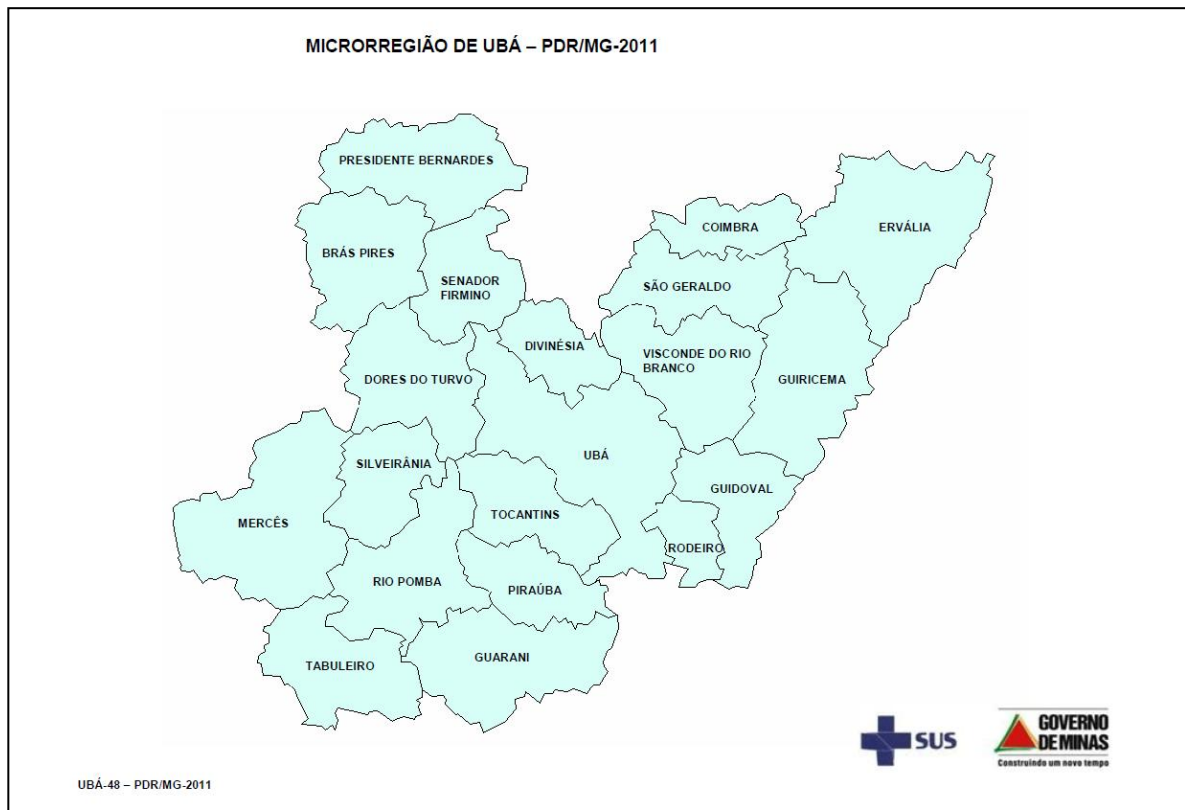 MICRORREGIÃO DE UBÁ – PDR/MG-2011
PRESIDENTE BERNARDES
BRÁS PIRES
SENADOR
FIRMINO
COIMBRA
ERVÁLIA
SÃO GERALDO
DIVINÉSIA
VISCONDE DO RIO
BRANCO
DORES DO TURVO
GUIRICEMA
UBÁ
SILVEIRÂNIA
GUIDOVAL
MERCÊS
TOCANTINS
RODEIRO
RIO POMBA
PIRAÚBA
TABULEIRO
GUARANI
SUS
GOVERNO
DE MINAS
Construindo um novo tempo
UBÁ-48 – PDR/MG-2011